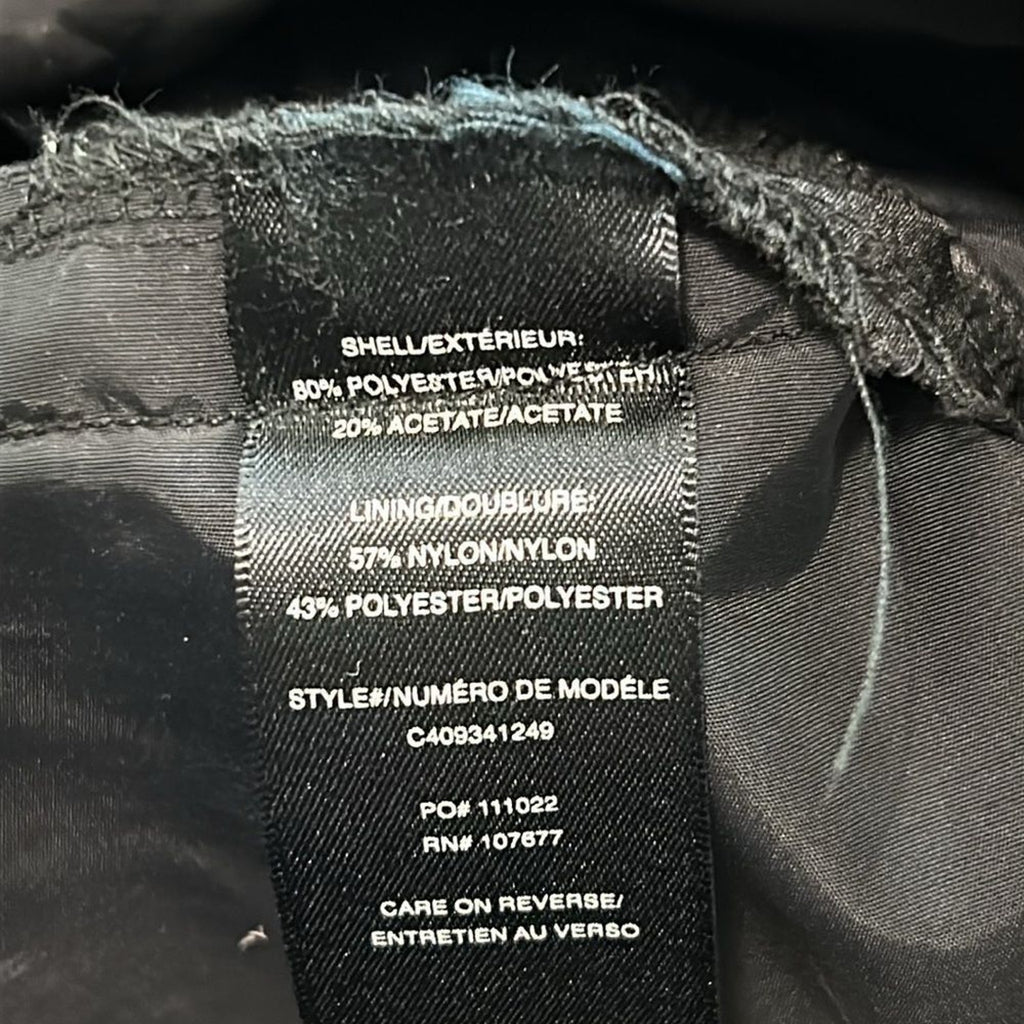 SHELL/EXTÉRIEUR:
80% POLYESTER/POLYESTER
20% ACETATE/ACETATE
LINING/DOUBLURE:
57% NYLON/NYLON
43% POLYESTER/POLYESTER
STYLE#/NUMÉRO DE MODÉLE
C409341249
PO# 111022
RN# 107677
CARE ON REVERSE/
ENTRETIEN AU VERSO